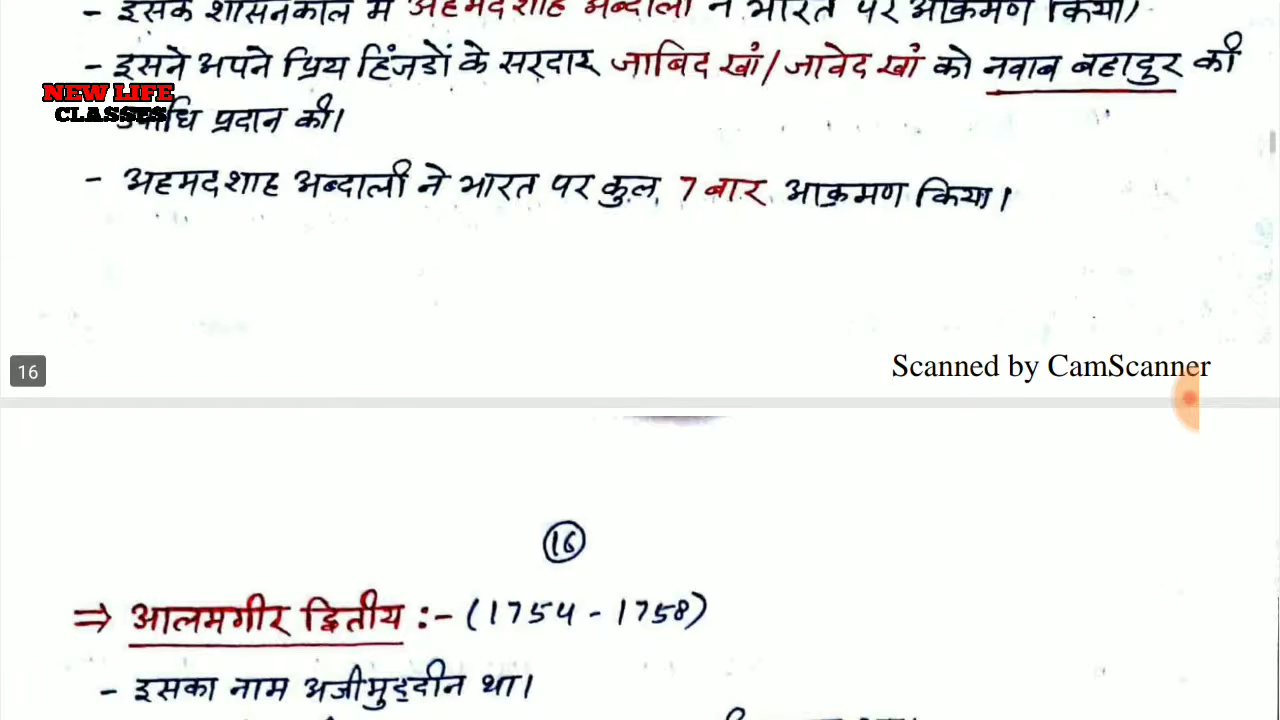 - इसके शासनकाल में अहमदशाह अब्दाली ने भारत पर आक्रमण किया।
- इसने अपने प्रिय हिंजडों के सरदार जाबिद खां/जावेद खां को नवाब बहादुर की
NEW LIFE
CLASSES
उपाधि प्रदान की।
- अहमदशाह अब्दाली ने भारत पर कुल 7 बार आक्रमण किया।
16
Scanned by CamScanner
16
⇒ आलमगीर द्वितीय :- (1754 - 1758)
- इसका नाम अजीमुद्दीन था।